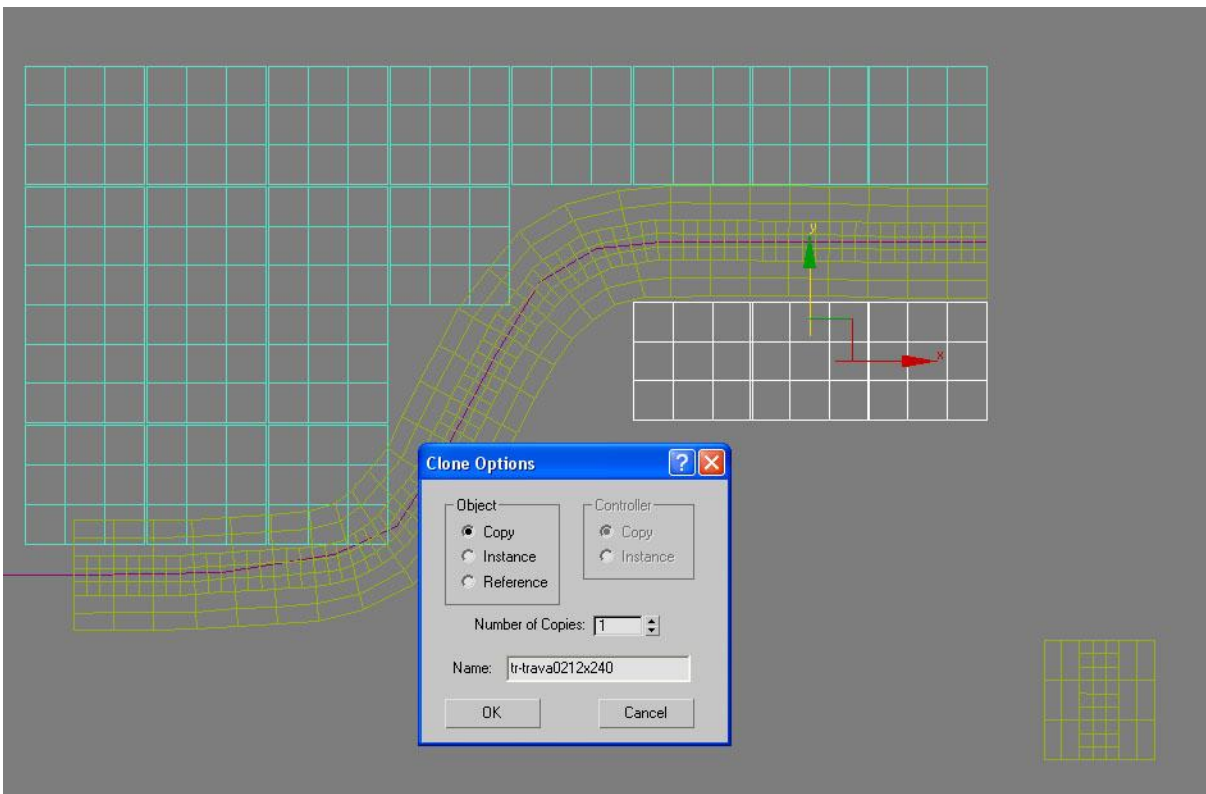 y
x
Clone Options
Object
Copy
Instance
Reference
Controller
Copy
Instance
Number of Copies: 1
Name: tr-trava0212x240
OK Cancel